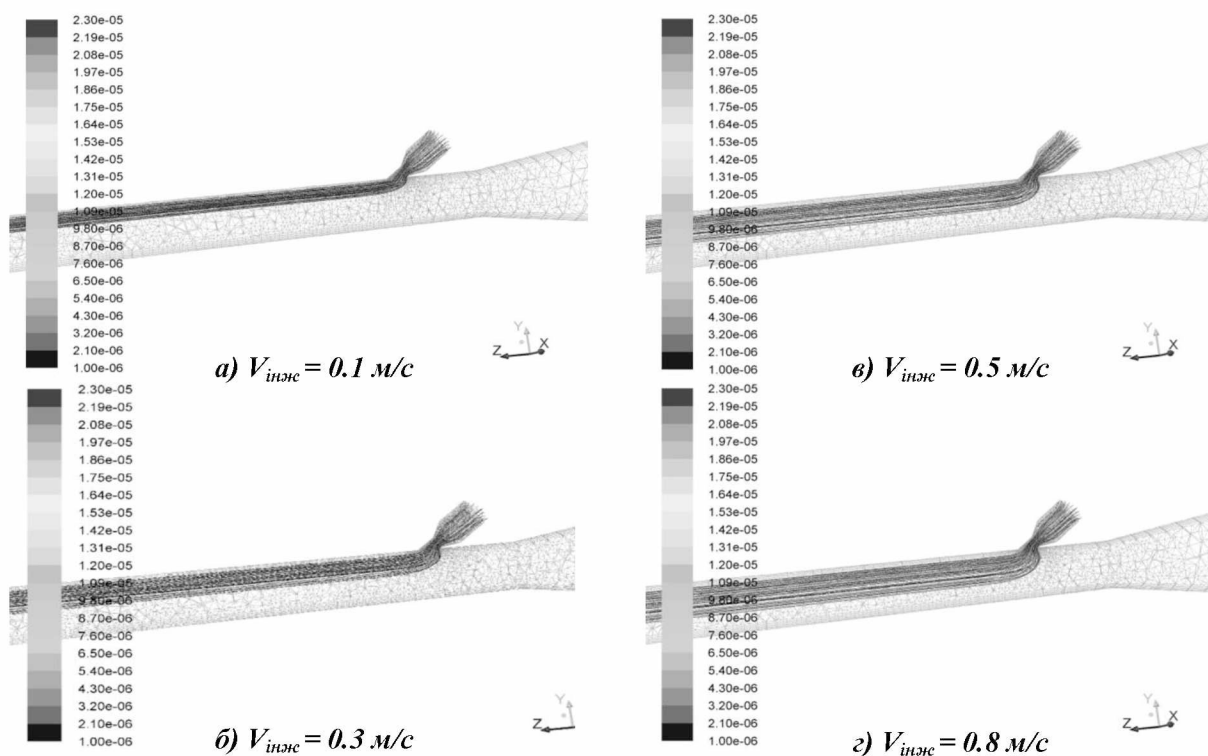 2.30e-05
2.19e-05
2.08e-05
1.97e-05
1.86e-05
1.75e-05
1.64e-05
1.53e-05
1.42e-05
1.31e-05
1.20e-05
1.09e-05
9.80e-06
8.70e-06
7.60e-06
6.50e-06
5.40e-06
4.30e-06
3.20e-06
2.10e-06
1.00e-06
Y
Z X
а) Vінж = 0.1 м/с
2.30e-05
2.19e-05
2.08e-05
1.97e-05
1.86e-05
1.75e-05
1.64e-05
1.53e-05
1.42e-05
1.31e-05
1.20e-05
1.09e-05
9.80e-06
8.70e-06
7.60e-06
6.50e-06
5.40e-06
4.30e-06
3.20e-06
2.10e-06
1.00e-06
Y
Z X
в) Vінж = 0.5 м/с
2.30e-05
2.19e-05
2.08e-05
1.97e-05
1.86e-05
1.75e-05
1.64e-05
1.53e-05
1.42e-05
1.31e-05
1.20e-05
1.09e-05
9.80e-06
8.70e-06
7.60e-06
6.50e-06
5.40e-06
4.30e-06
3.20e-06
2.10e-06
1.00e-06
Y
Z
б) Vінж = 0.3 м/с
2.30e-05
2.19e-05
2.08e-05
1.97e-05
1.86e-05
1.75e-05
1.64e-05
1.53e-05
1.42e-05
1.31e-05
1.20e-05
1.09e-05
9.80e-06
8.70e-06
7.60e-06
6.50e-06
5.40e-06
4.30e-06
3.20e-06
2.10e-06
1.00e-06
Y
Z X
г) Vінж = 0.8 м/с